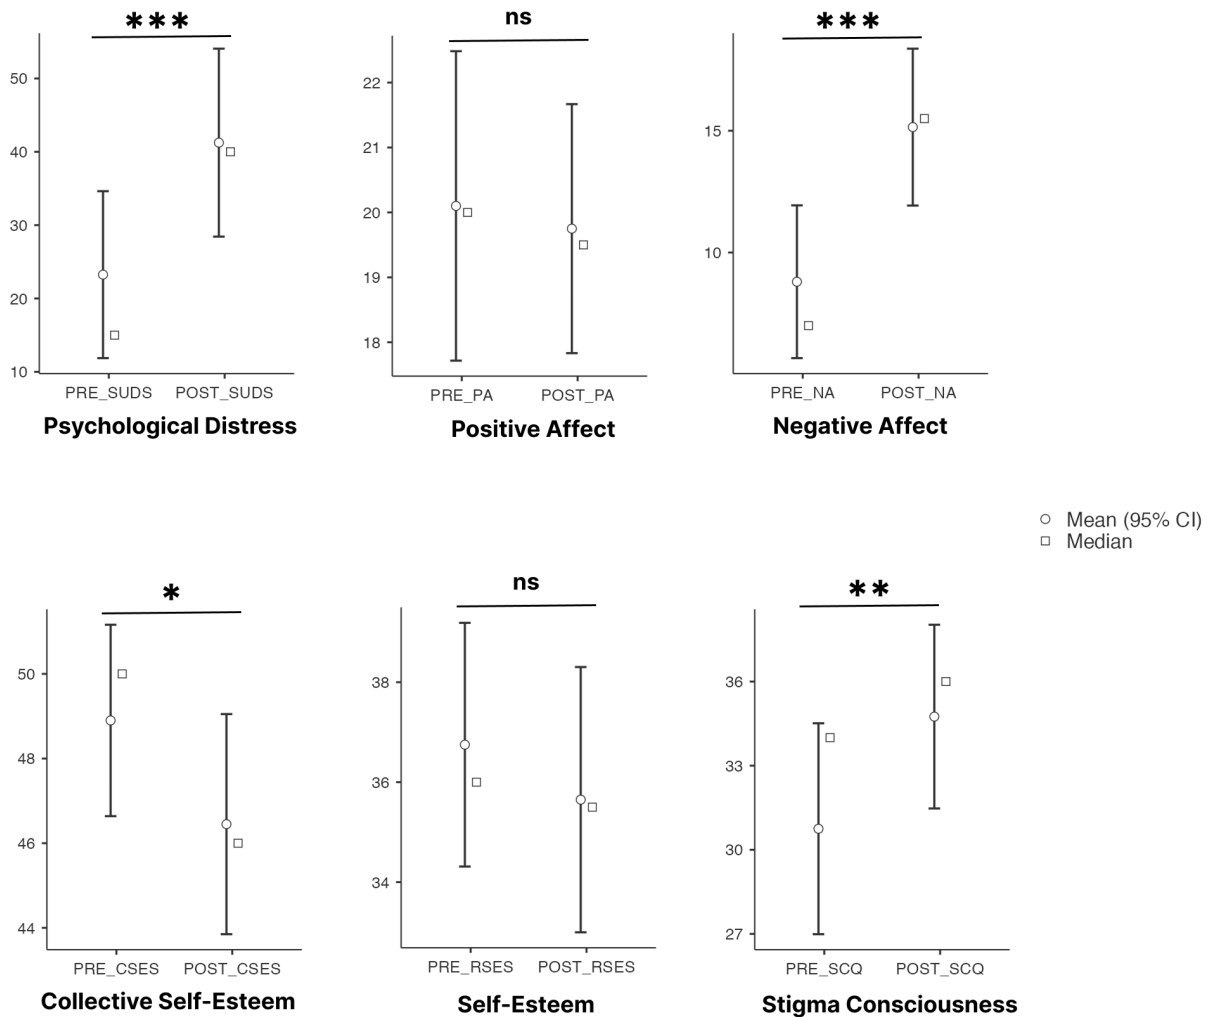 ***
50
40
30
20
10
PRE_SUDS POST_SUDS
Psychological Distress
ns
22
21
20
19
18
PRE_PA POST_PA
Positive Affect
***
15
10
PRE_NA POST_NA
Negative Affect
Mean (95% CI)
Median
*
50
48
46
44
PRE_CSES POST_CSES
Collective Self-Esteem
ns
38
36
34
PRE_RSES POST_RSES
Self-Esteem
**
36
33
30
27
PRE_SCQ POST_SCQ
Stigma Consciousness